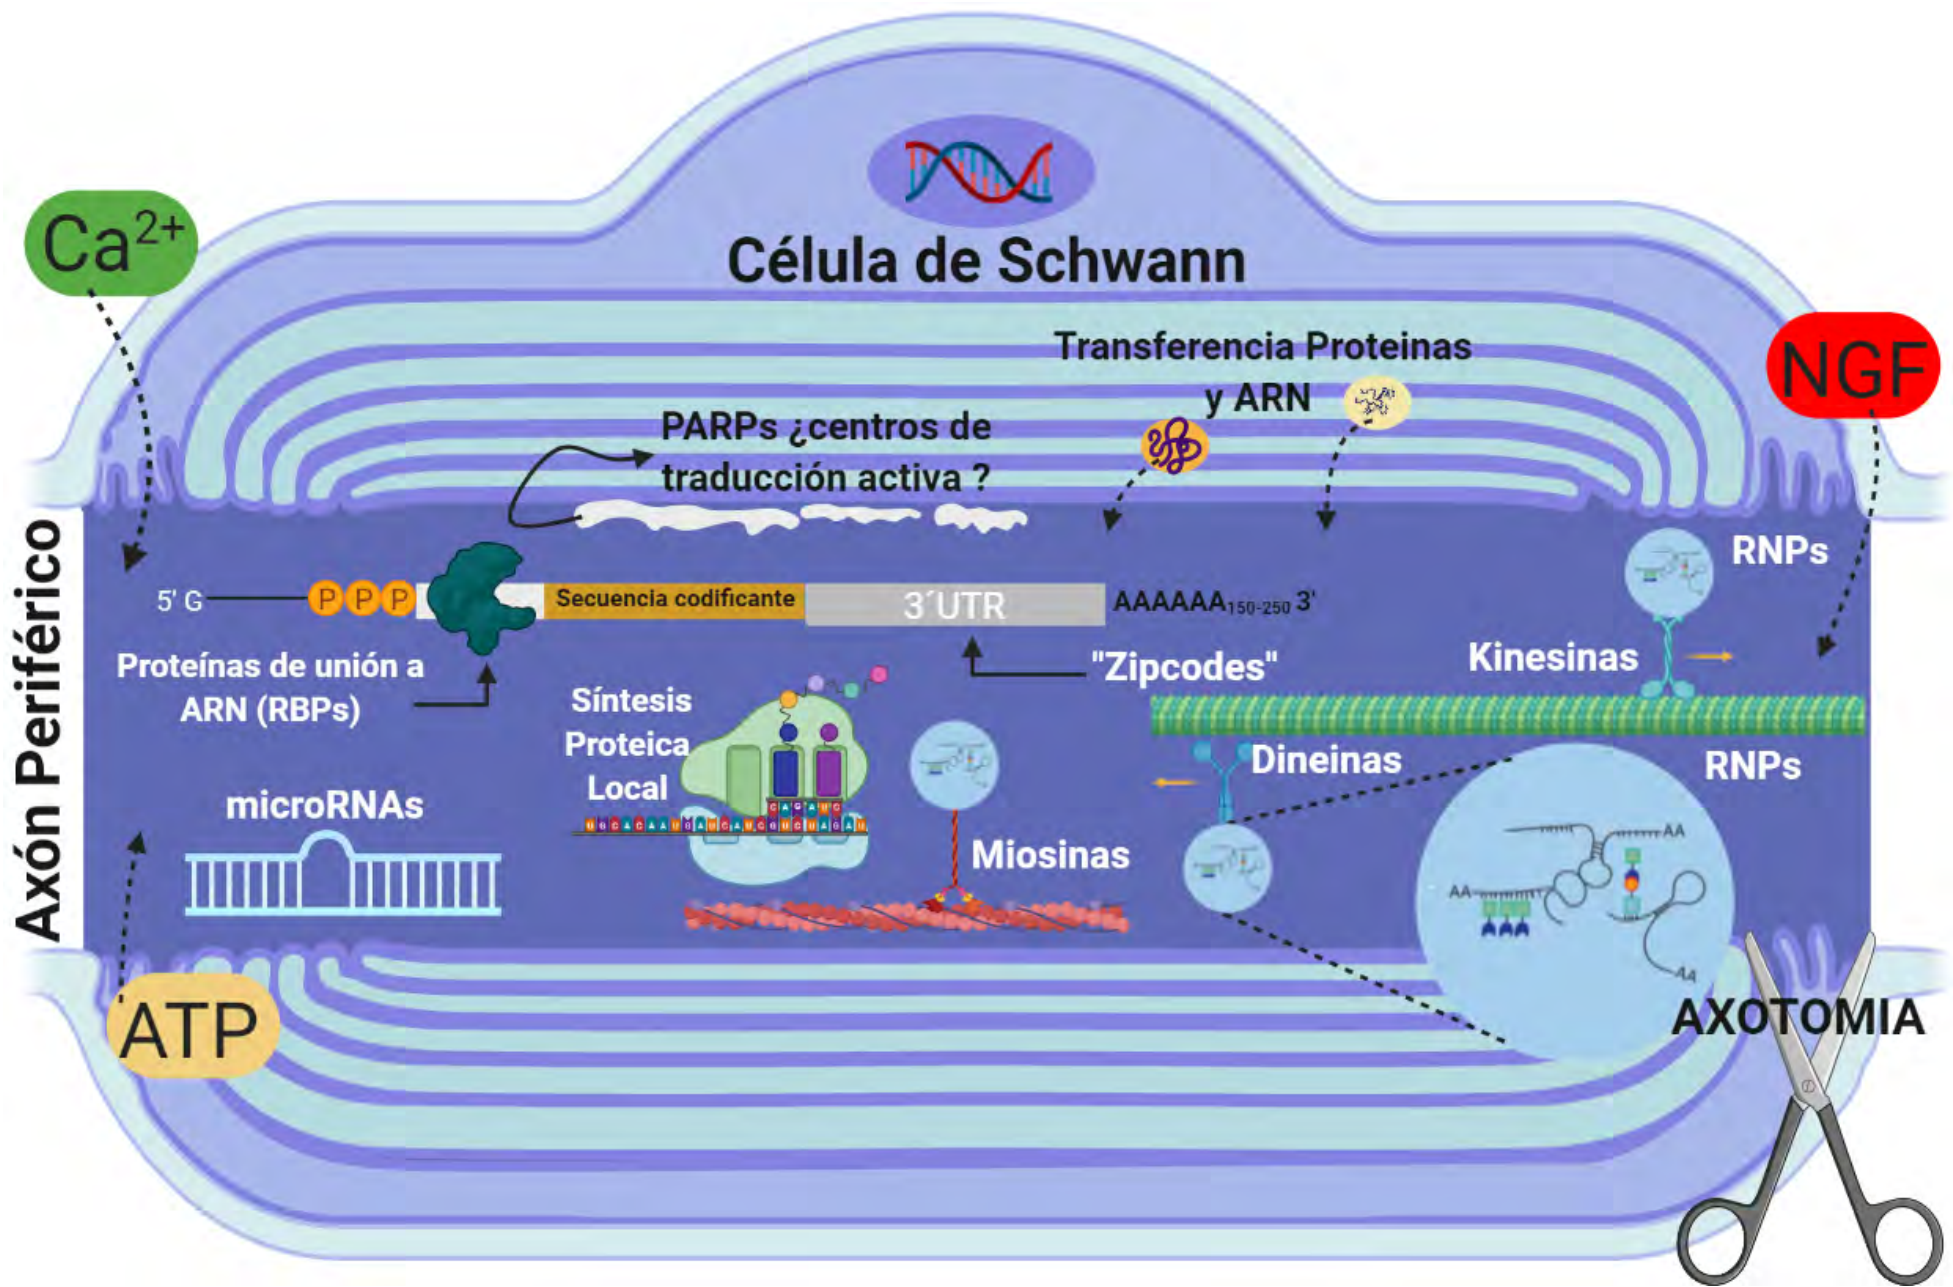 Ca2+
Célula de Schwann
Transferencia Proteinas
y ARN
NGF
PARPs ¿centros de
traducción activa ?
Axón Periférico
RNPs
5' G
P P P
Secuencia codificante
3´UTR
AAAAAA150-250 3'
Proteínas de unión a
ARN (RBPs)
"Zipcodes"
Kinesinas
Síntesis
Proteica
Local
Dineinas
RNPs
microRNAs
CAGAUG
Miosinas
AA
AA
AA
ATP
AXOTOMIA